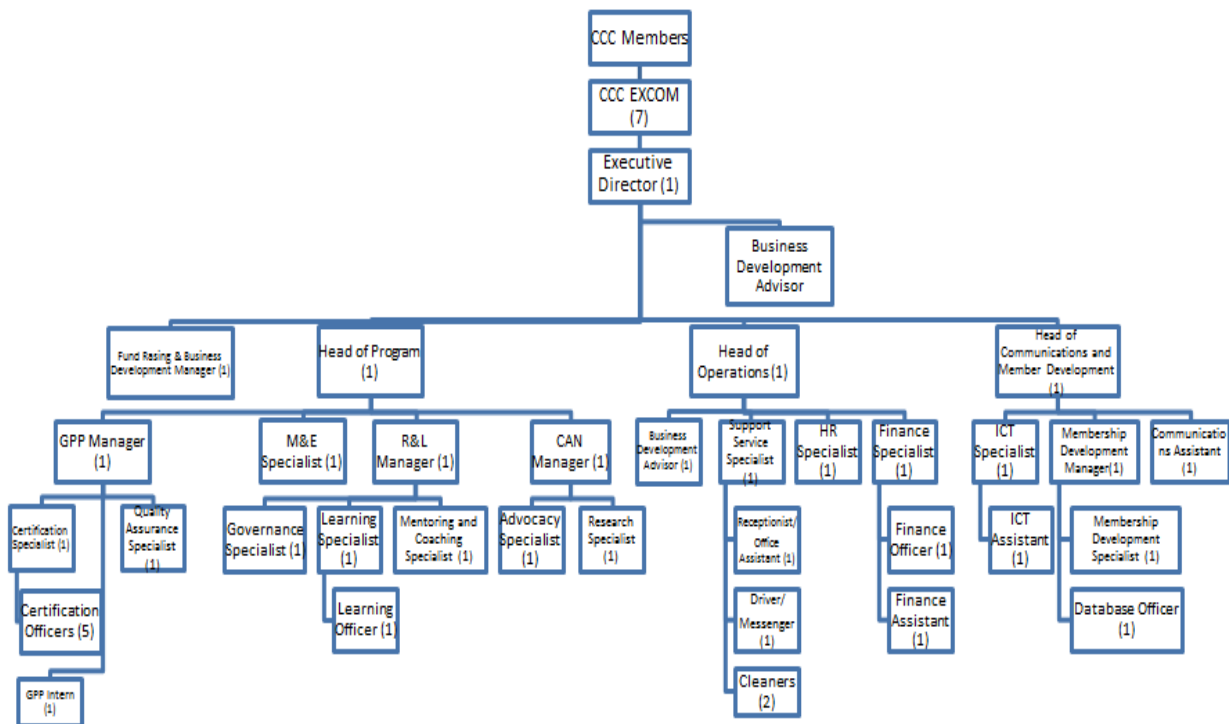 CCC Members
CCC EXCOM
(7)
Executive
Director (1)
Business
Development
Advisor
Fund Rasing & Business
Development Manager (1)
Head of Program
(1)
Head of
Operations (1)
Head of
Communications and
Member Development
(1)
GPP Manager
(1)
M&E
Specialist (1)
R&L
Manager (1)
CAN
Manager (1)
Business
Development
Advisor (1)
Support
Service
Specialist
(1)
HR
Specialist
(1)
Finance
Specialist
(1)
ICT
Specialist
(1)
Membership
Development
Manager(1)
Communicatio
ns Assistant
(1)
Certification
Specialist (1)
Quality
Assurance
Specialist
(1)
Governance
Specialist (1)
Learning
Specialist
(1)
Mentoring and
Coaching
Specialist (1)
Advocacy
Specialist
(1)
Research
Specialist
(1)
Receptionist/
Office
Assistant (1)
Finance
Officer (1)
ICT
Assistant
(1)
Membership
Development
Specialist (1)
Certification
Officers (5)
Learning
Officer (1)
Driver/
Messenger
(1)
Finance
Assistant
(1)
Database Officer
(1)
GPP Intern
(1)
Cleaners
(2)